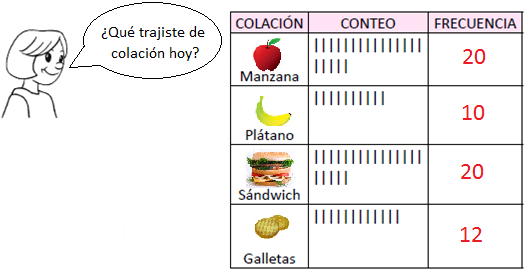 ¿Qué trajiste de
colación hoy?
COLACIÓN CONTEO FRECUENCIA
Manzana
|||||||||||||||
|||||
20
Plátano
||||||||||
10
Sándwich
|||||||||||||||
|||||
20
Galletas
||||||||||||
12